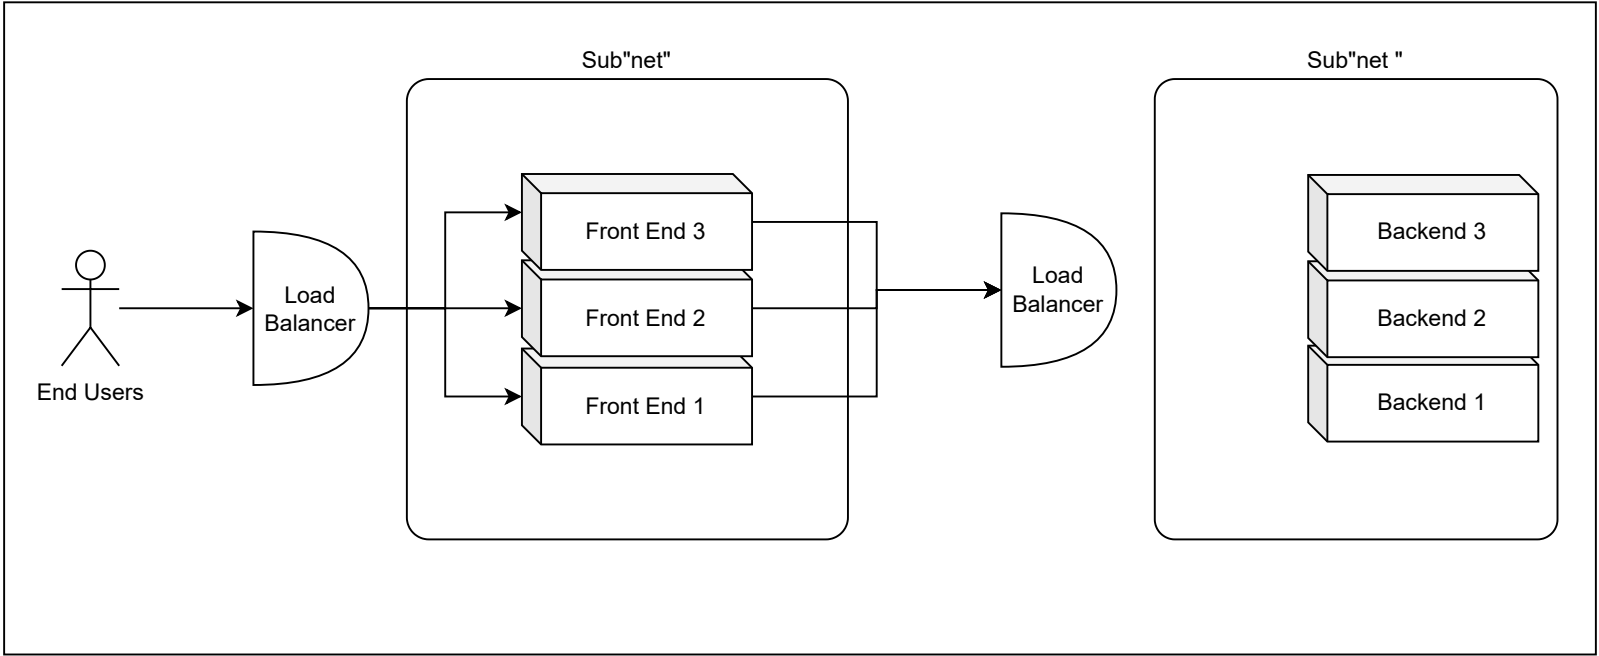 Sub"net"
Sub"net "
End Users
Load
Balancer
Front End 3
Front End 2
Front End 1
Load
Balancer
Backend 3
Backend 2
Backend 1